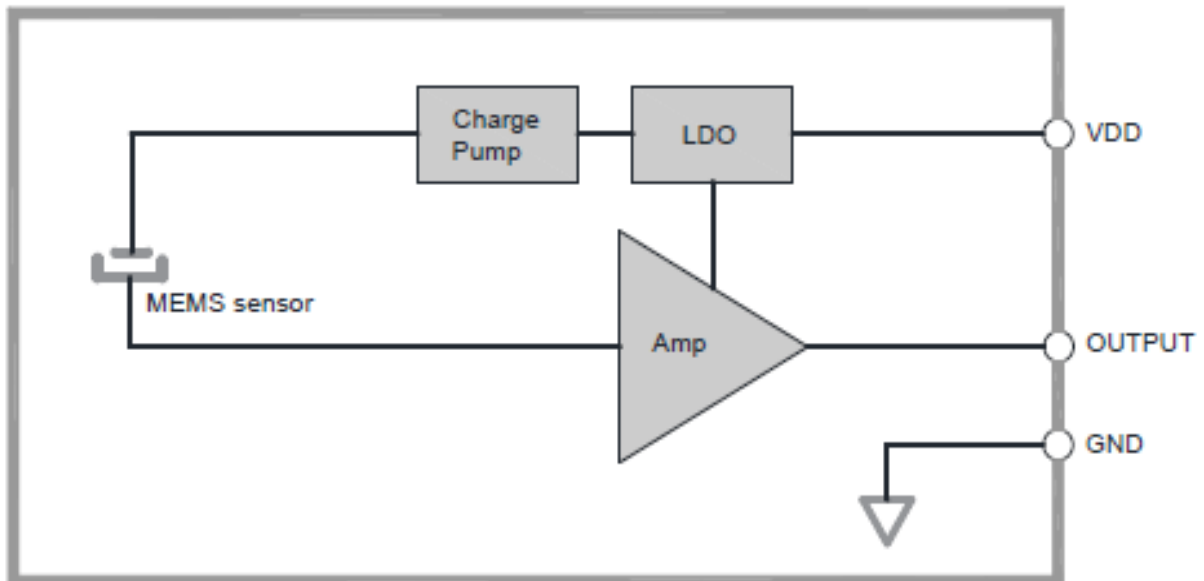 Charge
Pump
LDO
VDD
MEMS sensor
Amp
OUTPUT
GND